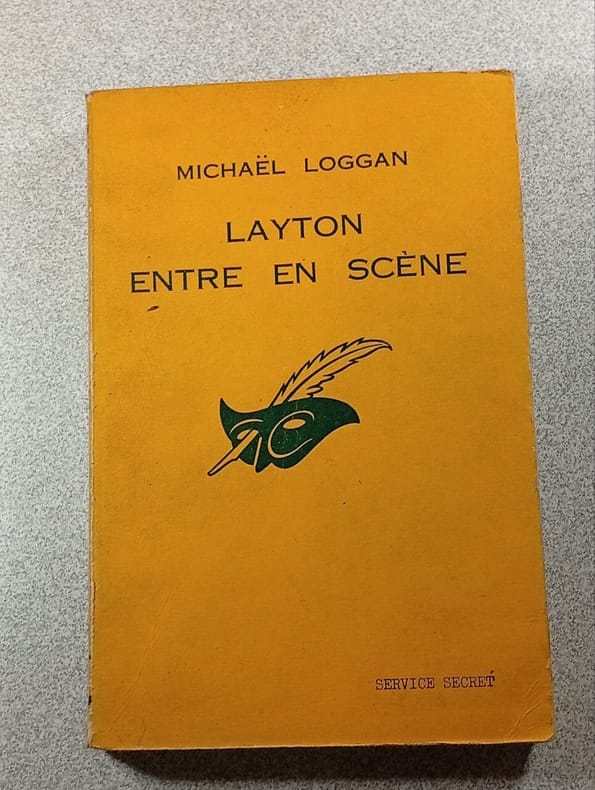 MICHAËL LOGGAN
LAYTON
ENTRE EN SCÈNE
SERVICE SECRET